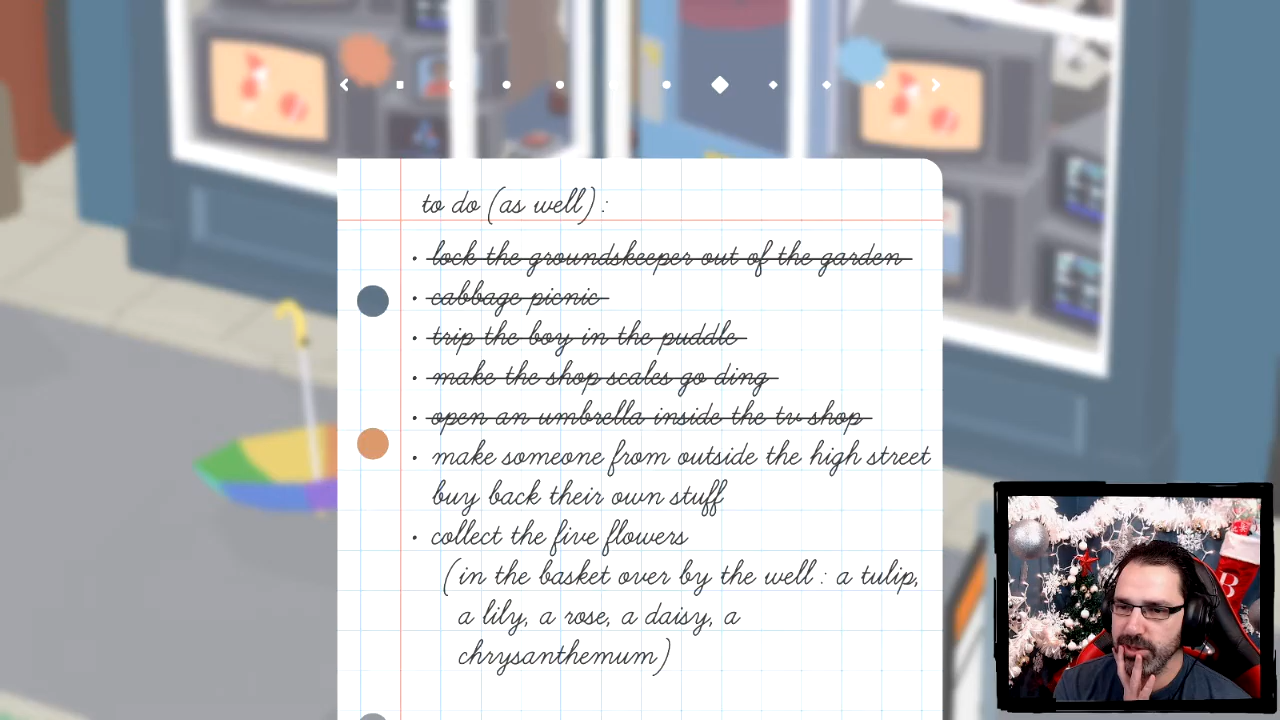 to do (as well) :
• lock the groundskeeper out of the garden
• cabbage picnic
• trip the boy in the puddle
• make the shop scales go ding
• open an umbrella inside the tv shop
• make someone from outside the high street
buy back their own stuff
• collect the five flowers
(in the basket over by the well : a tulip,
a lily, a rose, a daisy, a
chrysanthemum)
B